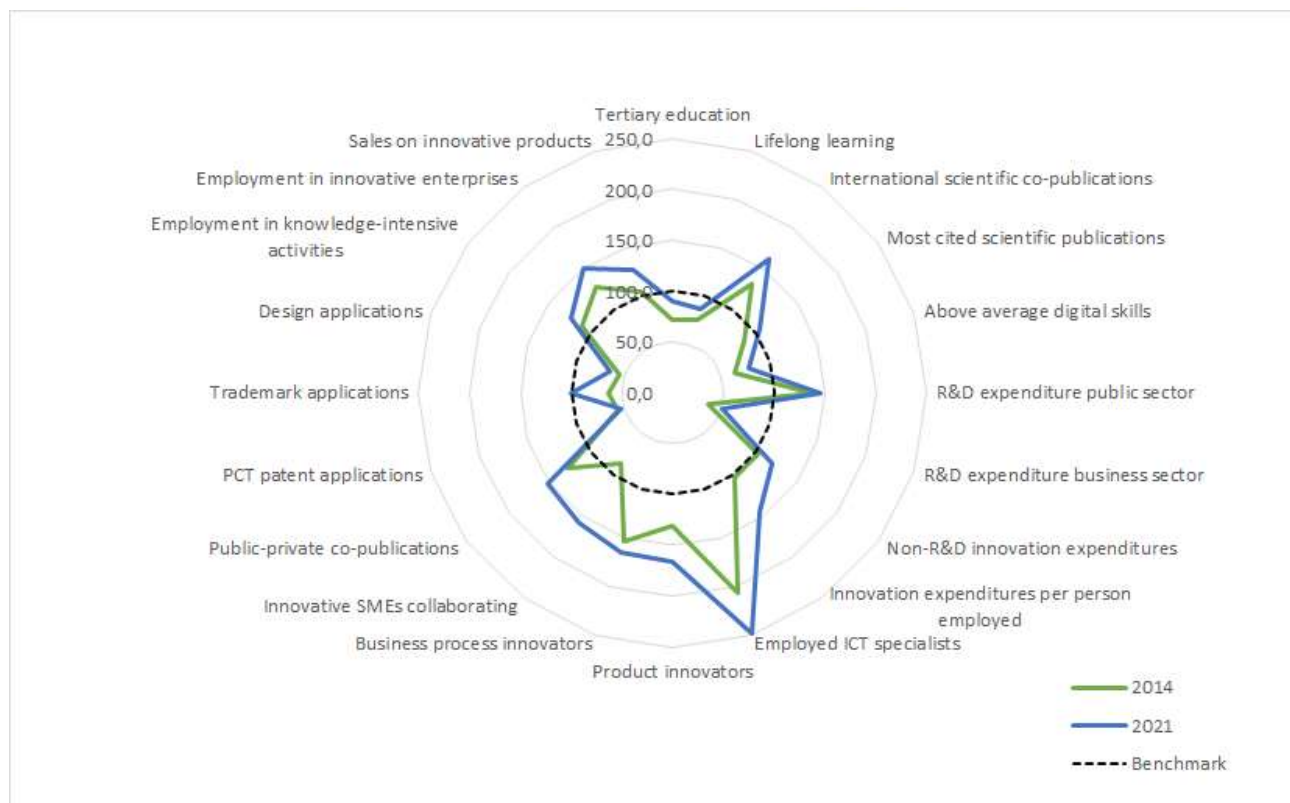 Tertiary education
250,0
Sales on innovative products
Lifelong learning
200,0
Employment in innovative enterprises
International scientific co-publications
Employment in knowledge-intensive
activities
150,0
Most cited scientific publications
100,0
Design applications
Above average digital skills
50,0
Trademark applications
0,0
R&D expenditure public sector
PCT patent applications
R&D expenditure business sector
Public-private co-publications
Non-R&D innovation expenditures
Innovative SMEs collaborating
Innovation expenditures per person
employed
Business process innovators
Employed ICT specialists
Product innovators
2014
2021
Benchmark